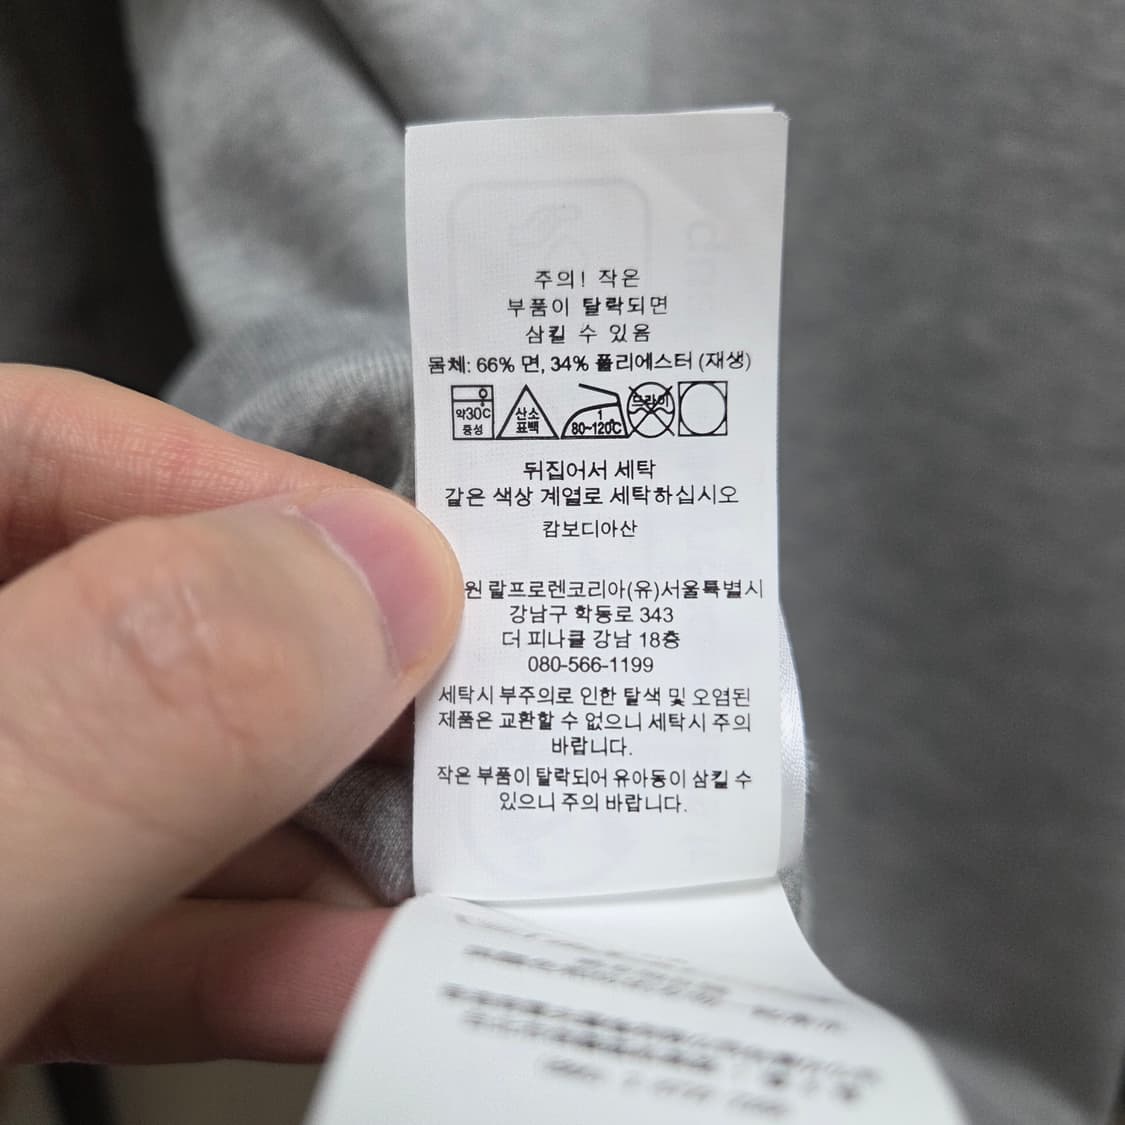 주의! 작은
부품이 탈락되면
삼킬 수 있음
몸체: 66% 면, 34% 폴리에스터 (재생)
약30℃
중성
산소
표백
1
80~120℃
드라이
뒤집어서 세탁
같은 색상 계열로 세탁하십시오
캄보디아산
원 랄프로렌코리아(유)서울특별시
강남구 학동로 343
더 피나클 강남 18층
080-566-1199
세탁시 부주의로 인한 탈색 및 오염된
제품은 교환할 수 없으니 세탁시 주의
바랍니다.
작은 부품이 탈락되어 유아동이 삼킬 수
있으니 주의 바랍니다.